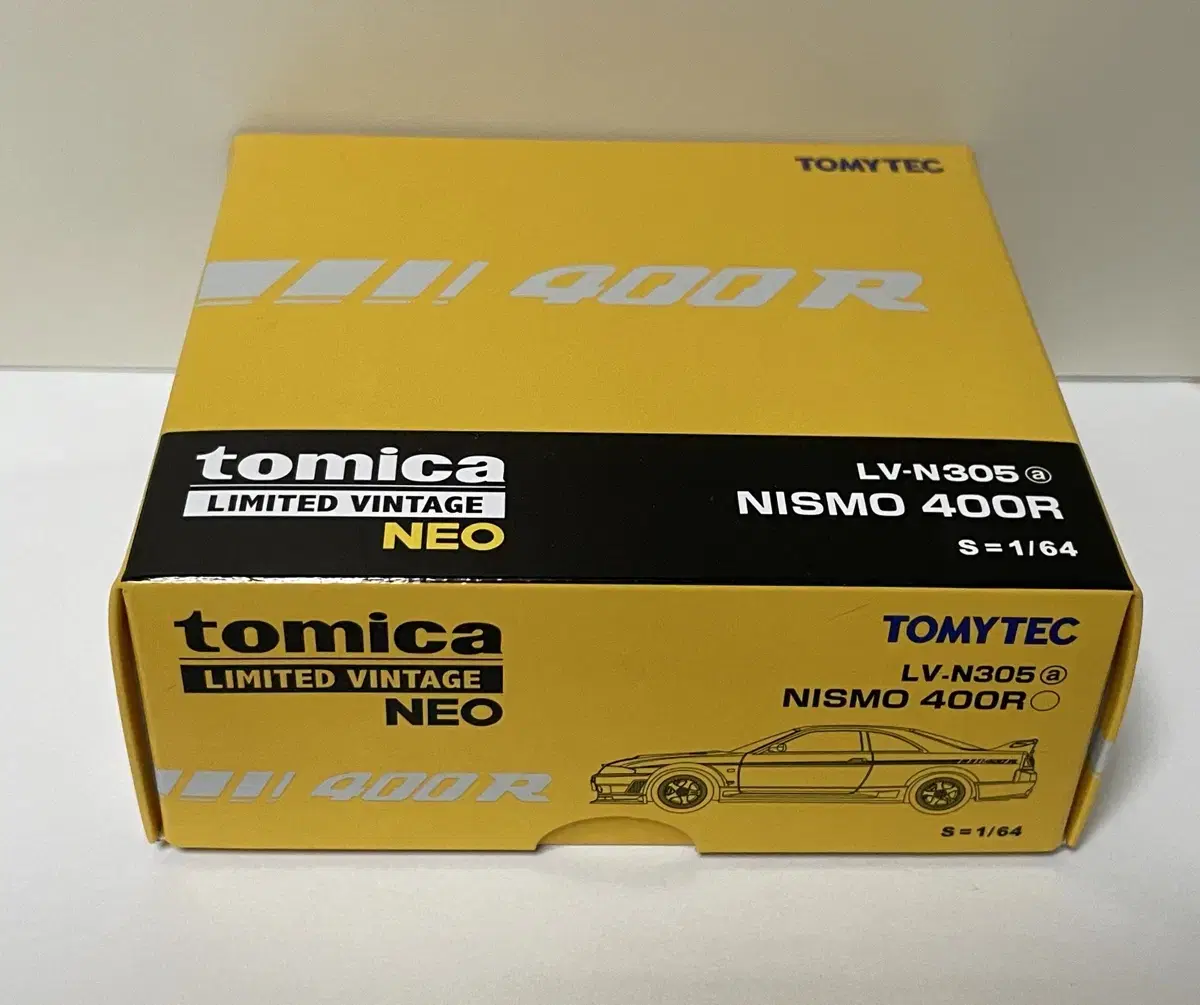 TOMYTEC
400R
tomica
LIMITED VINTAGE
NEO
LV-N305ⓐ
NISMO 400R
S=1/64
tomica
LIMITED VINTAGE
NEO
TOMYTEC
LV-N305ⓐ
NISMO 400R
400R
S=1/64